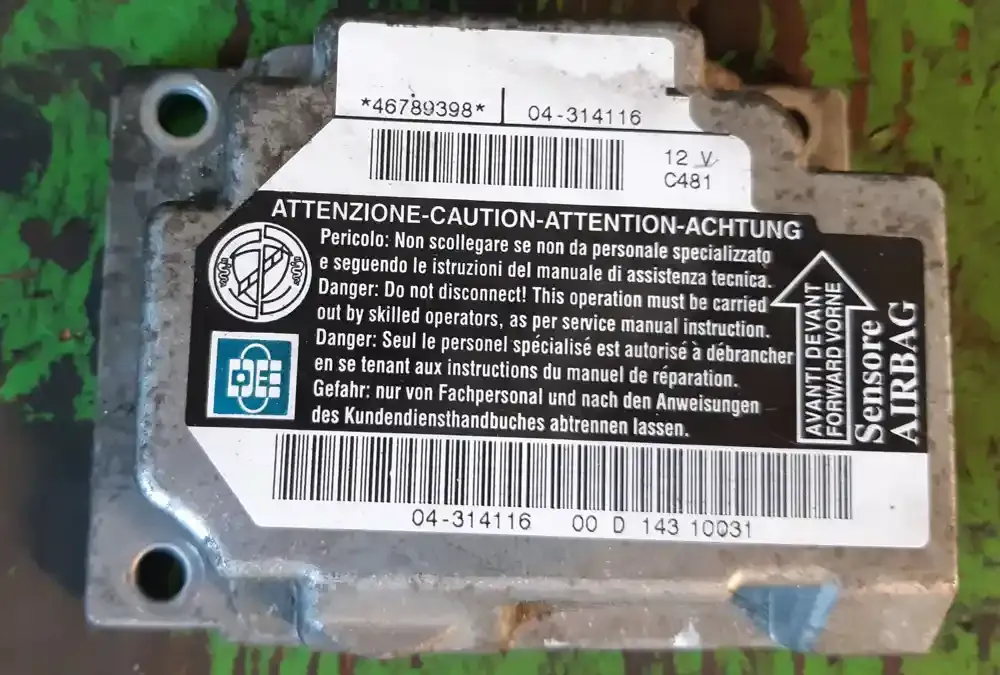 *46789398* 04-314116
12 V
C481
ATTENZIONE-CAUTION-ATTENTION-ACHTUNG
Pericolo: Non scollegare se non da personale specializzato
e seguendo le istruzioni del manuale di assistenza tecnica.
Danger: Do not disconnect! This operation must be carried
out by skilled operators, as per service manual instruction.
Danger: Seul le personel spécialisé est autorisé à débrancher
en se tenant aux instructions du manuel de réparation.
Gefahr: nur von Fachpersonal und nach den Anweisungen
des Kundendiensthandbuches abtrennen lassen.
AVANTI DEVANT
FORWARD VORNE
Sensore
AIRBAG
04-314116 00 D 143 10031